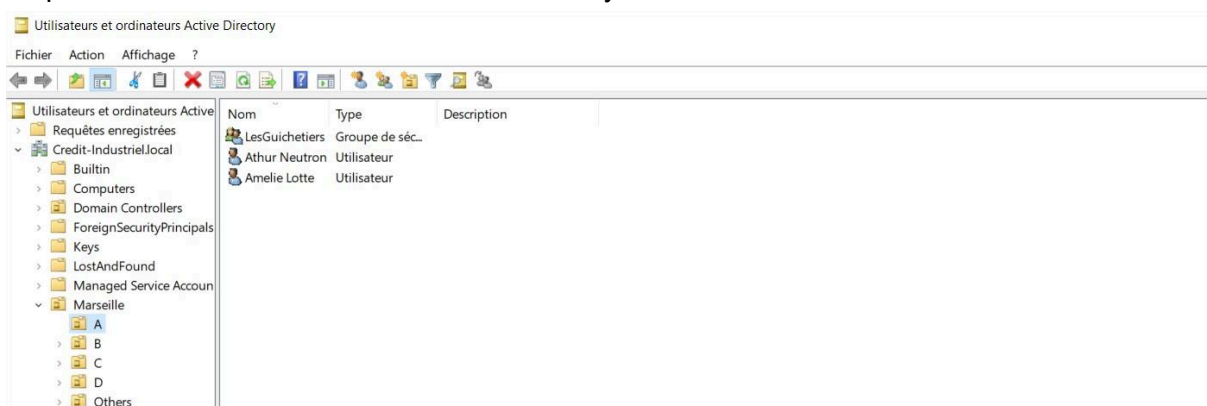 Utilisateurs et ordinateurs Active Directory
Fichier Action Affichage ?
Utilisateurs et ordinateurs Active
Requêtes enregistrées
Credit-Industriel.local
Builtin
Computers
Domain Controllers
ForeignSecurityPrincipals
Keys
LostAndFound
Managed Service Accoun
Marseille
A
B
C
D
Others
Nom Type Description
LesGuichetiers Groupe de séc...
Athur Neutron Utilisateur
Amelie Lotte Utilisateur